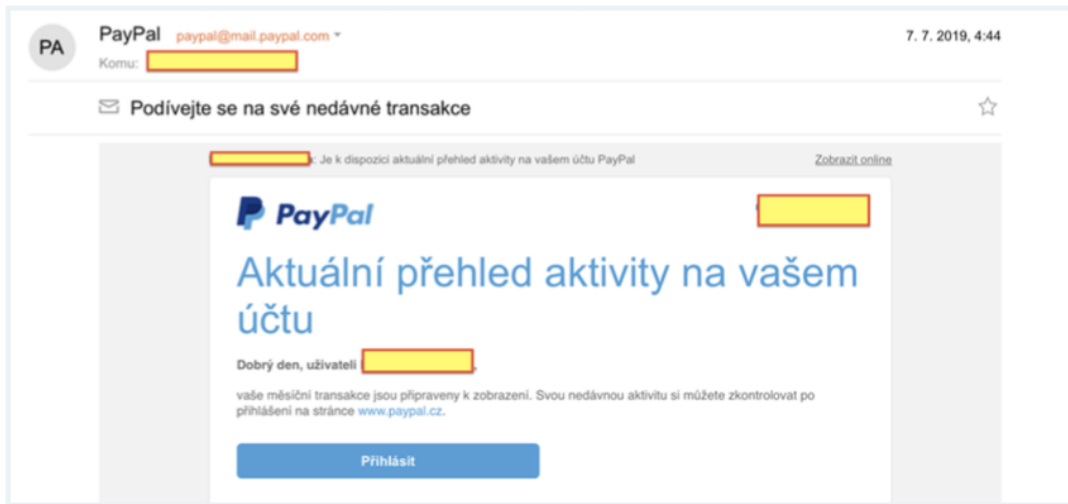 PA
PayPal paypal@mail.paypal.com
7. 7. 2019, 4:44
Komu:
Podívejte se na své nedávné transakce
: Je k dispozici aktuální přehled aktivity na vašem účtu PayPal
Zobrazit online
PayPal
Aktuální přehled aktivity na vašem
účtu
Dobrý den, uživateli ,
vaše měsíční transakce jsou připraveny k zobrazení. Svou nedávnou aktivitu si můžete zkontrolovat po
přihlášení na stránce www.paypal.cz.
Přihlásit